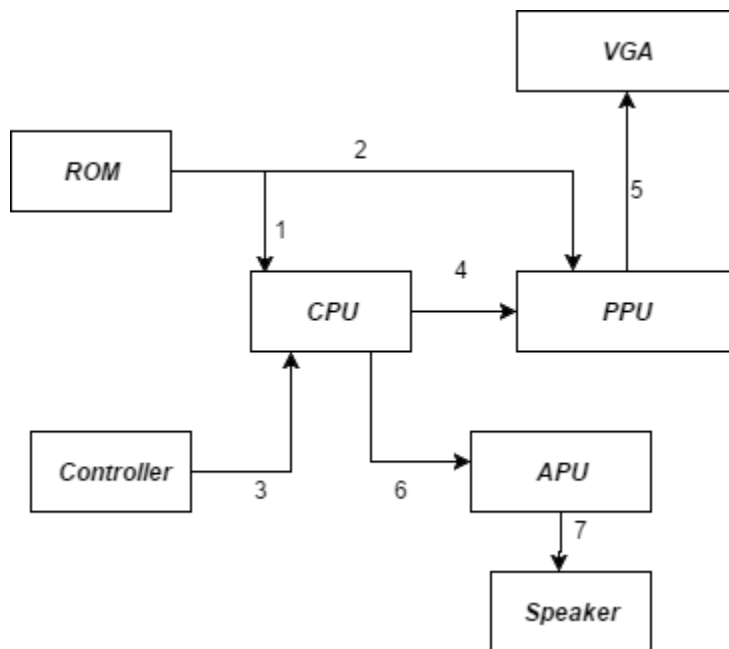 VGA
ROM
2
1
5
4
CPU
PPU
Controller
3
6
APU
7
Speaker